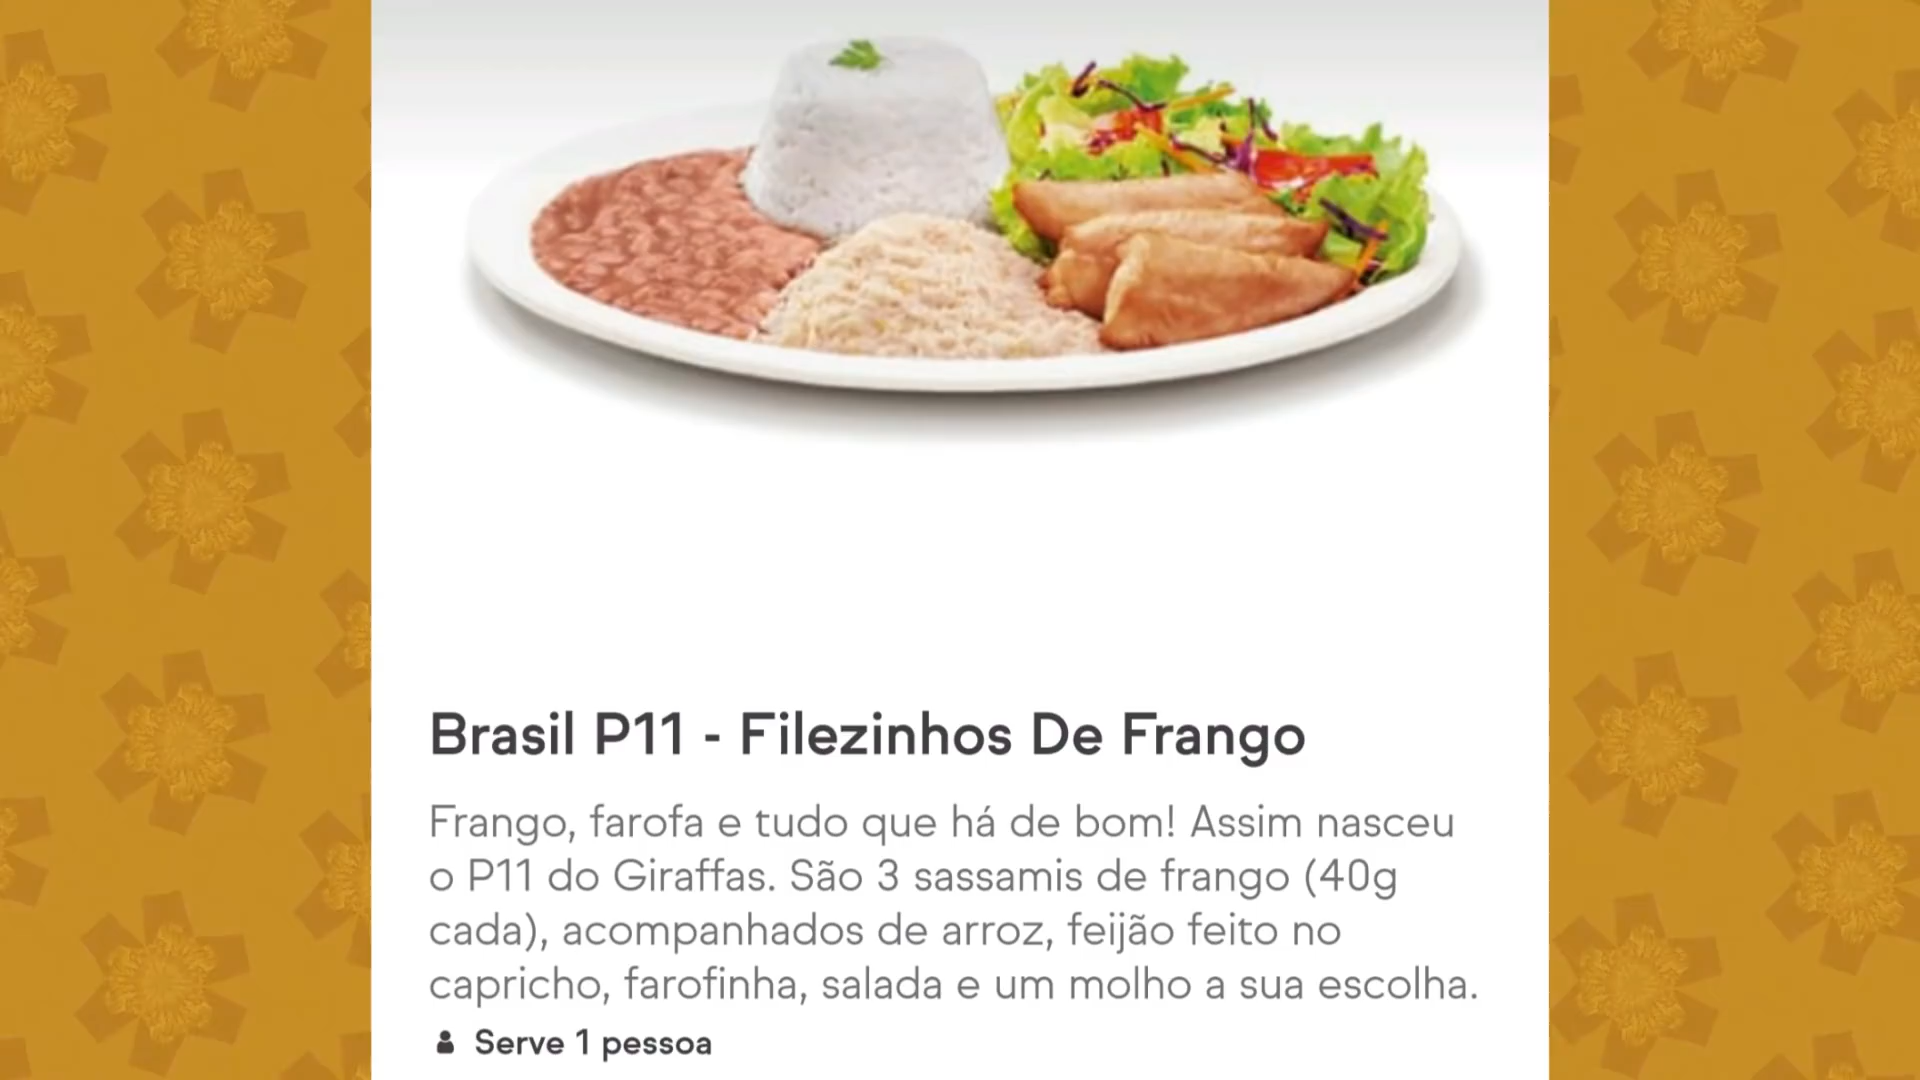 Brasil P11 - Filezinhos De Frango
Frango, farofa e tudo que há de bom! Assim nasceu
o P11 do Giraffas. São 3 sassamis de frango (40g
cada), acompanhados de arroz, feijão feito no
capricho, farofinha, salada e um molho a sua escolha.
Serve 1 pessoa